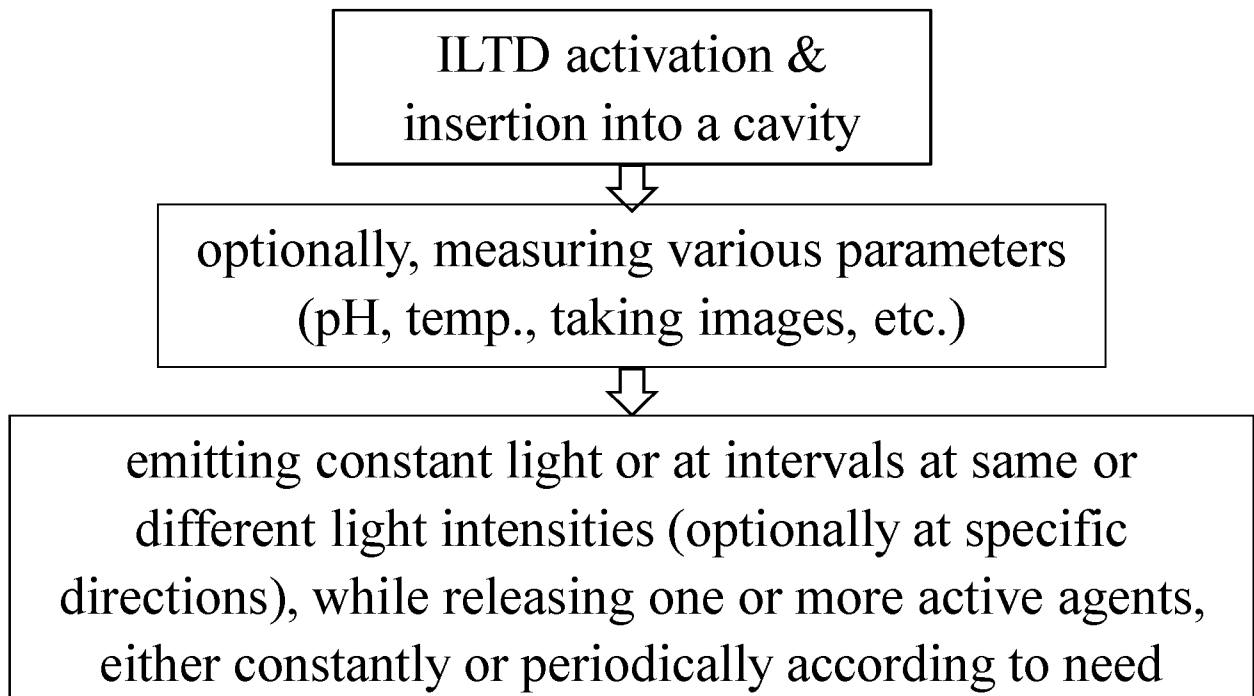 ILTD activation &
insertion into a cavity
optionally, measuring various parameters
(pH, temp., taking images, etc.)
emitting constant light or at intervals at same or
different light intensities (optionally at specific
directions), while releasing one or more active agents,
either constantly or periodically according to need